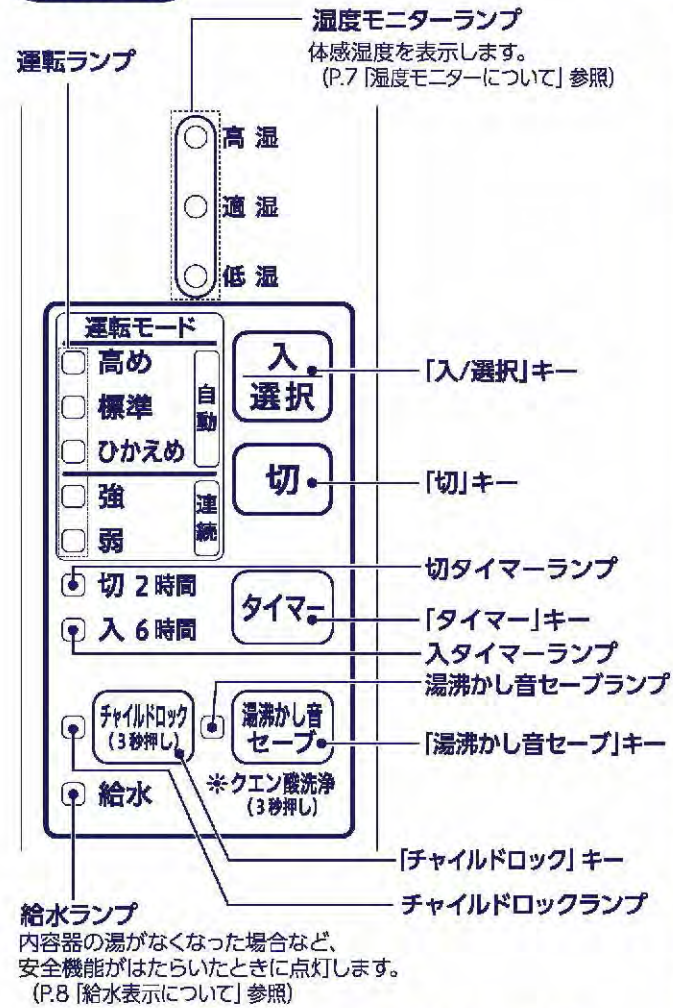 湿度モニターランプ
体感湿度を表示します。
(P.7「湿度モニターについて」参照)
運転ランプ
高湿
適湿
低湿
運転モード
高め
標準
ひかえめ
自動
強
弱
連続
入
選択
「入/選択」キー
切
「切」キー
切 2時間
入 6時間
タイマー
切タイマーランプ
「タイマー」キー
入タイマーランプ
湯沸かし音セーブランプ
チャイルドロック
(3秒押し)
湯沸かし音
セーブ
「湯沸かし音セーブ」キー
給水
※クエン酸洗浄
(3秒押し)
「チャイルドロック」キー
チャイルドロックランプ
給水ランプ
内容器の湯がなくなった場合など、
安全機能がはたらいたときに点灯します。
(P.8「給水表示について」参照)